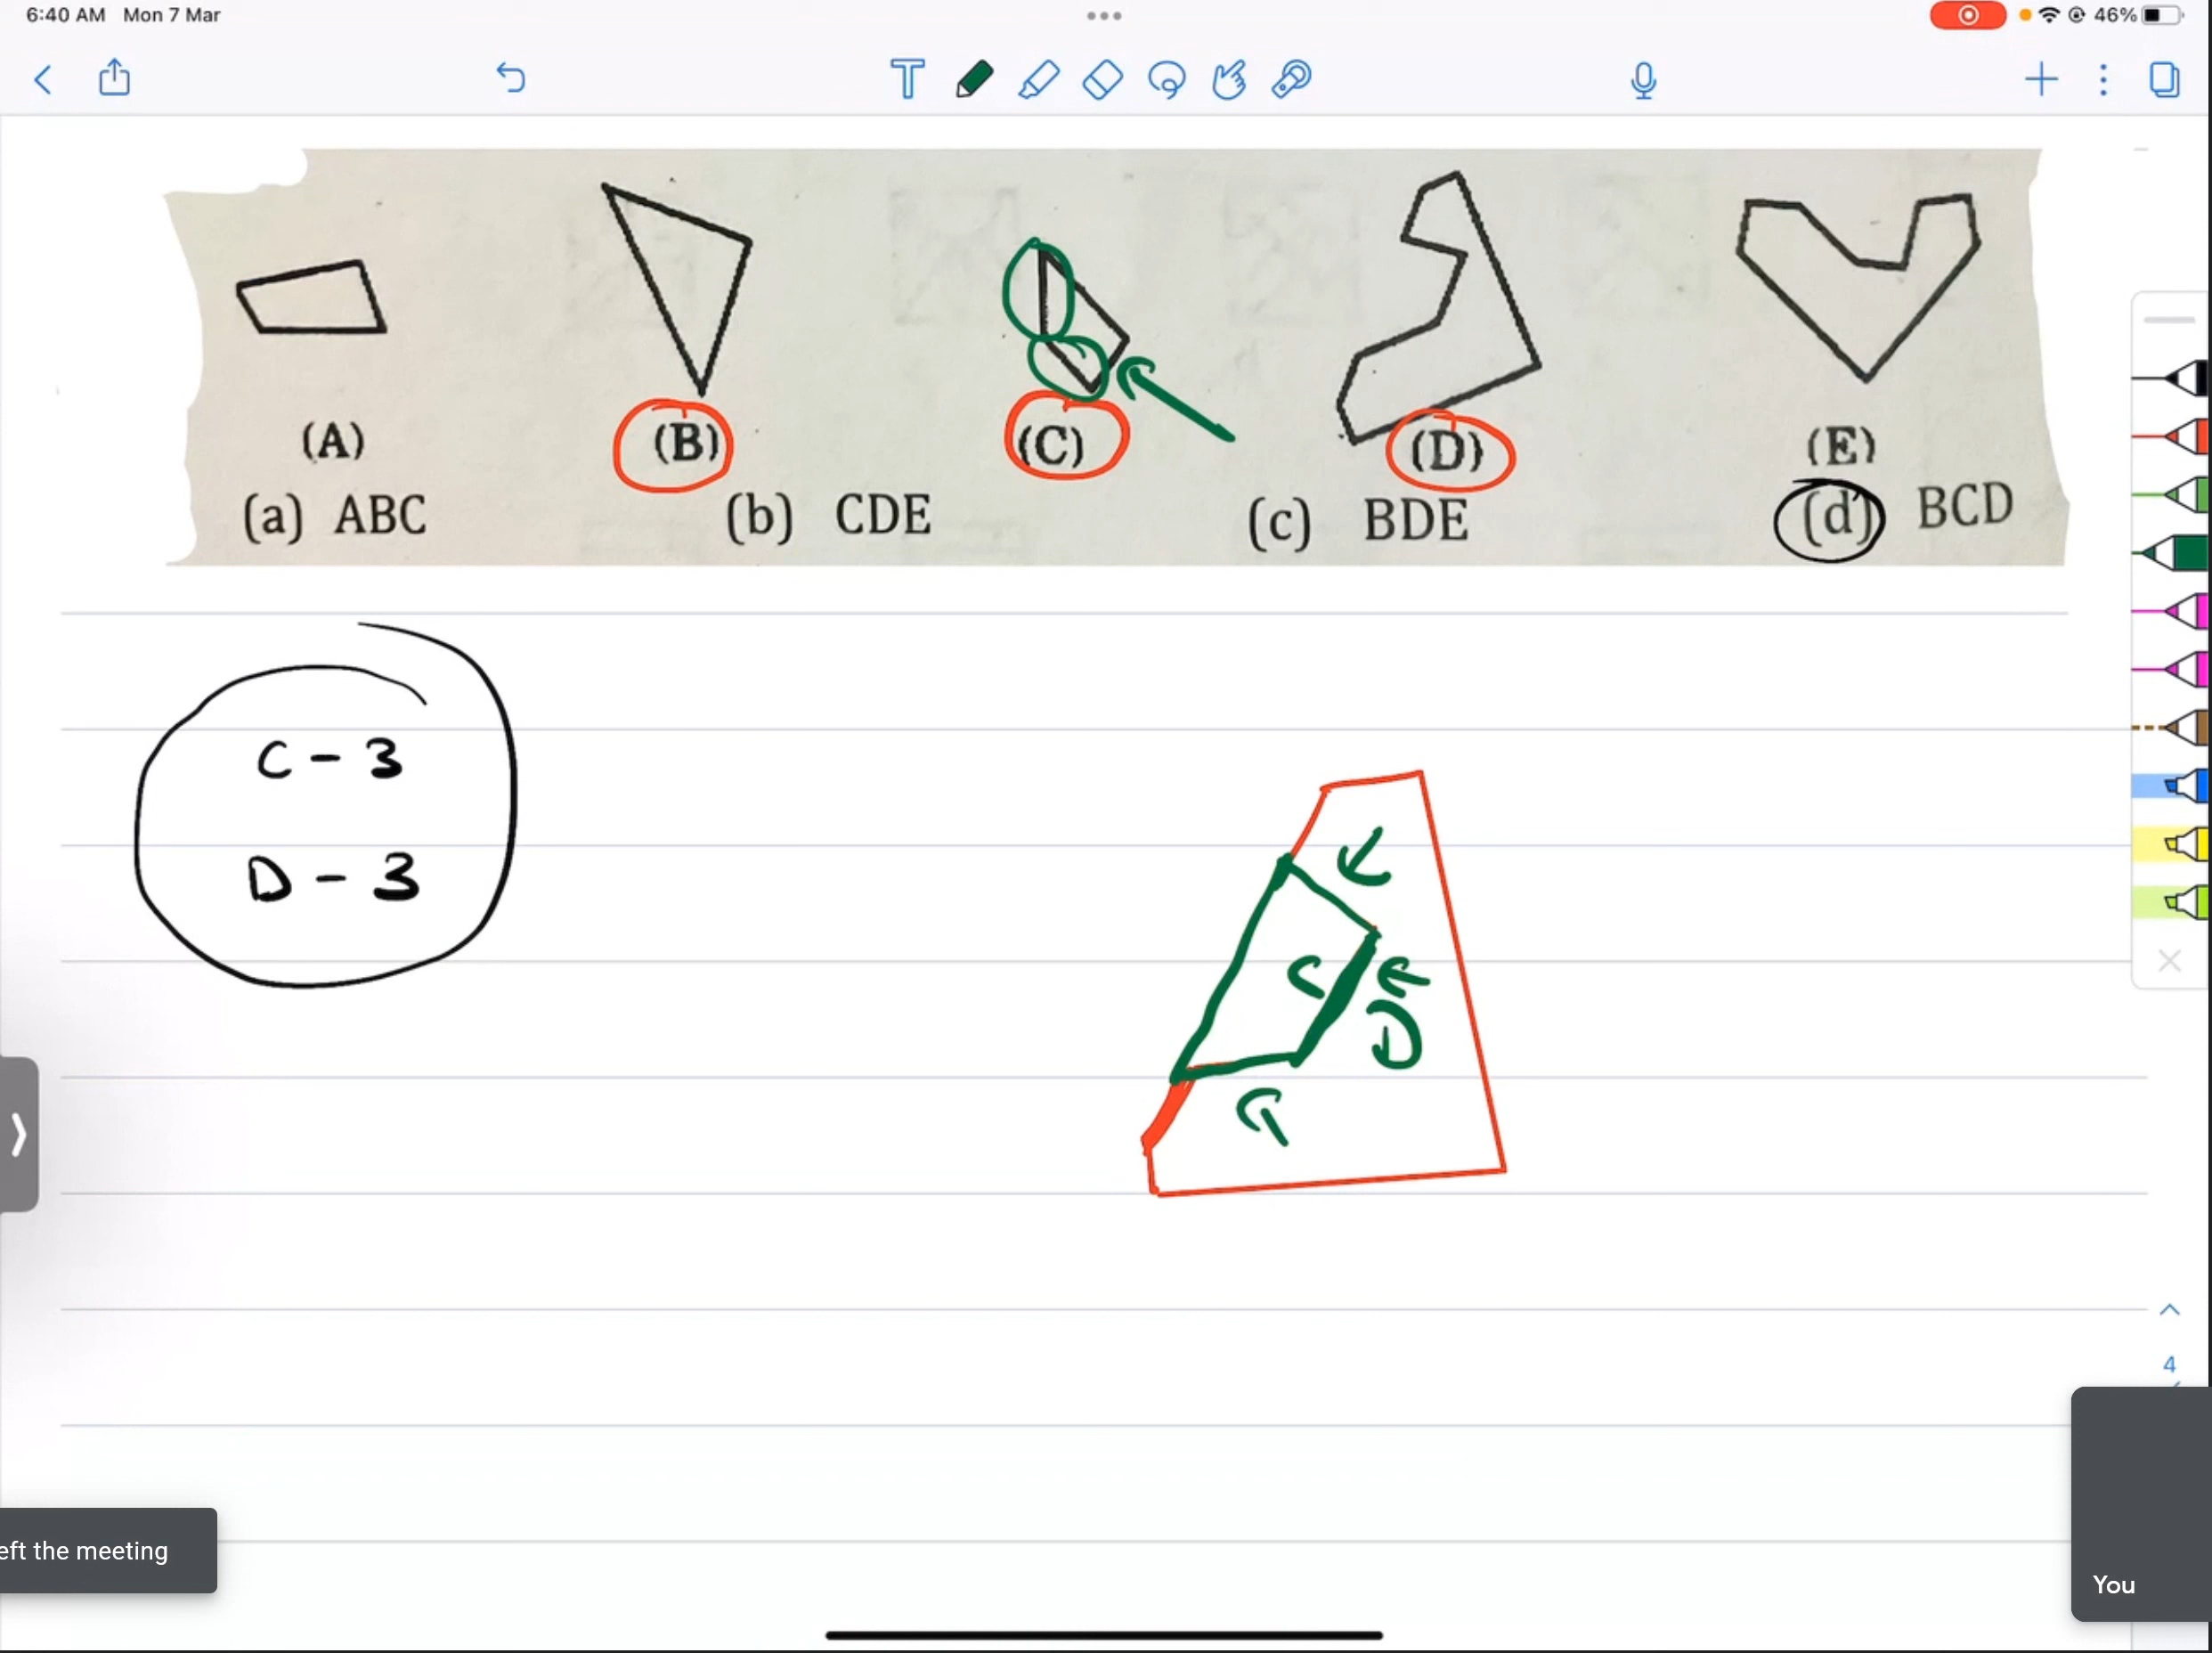 6:40 AM Mon 7 Mar
46%
(A) (B) (C) (D) (E)
(a) ABC (b) CDE (c) BDE (d) BCD
C - 3
D - 3
C
D
4
eft the meeting
You